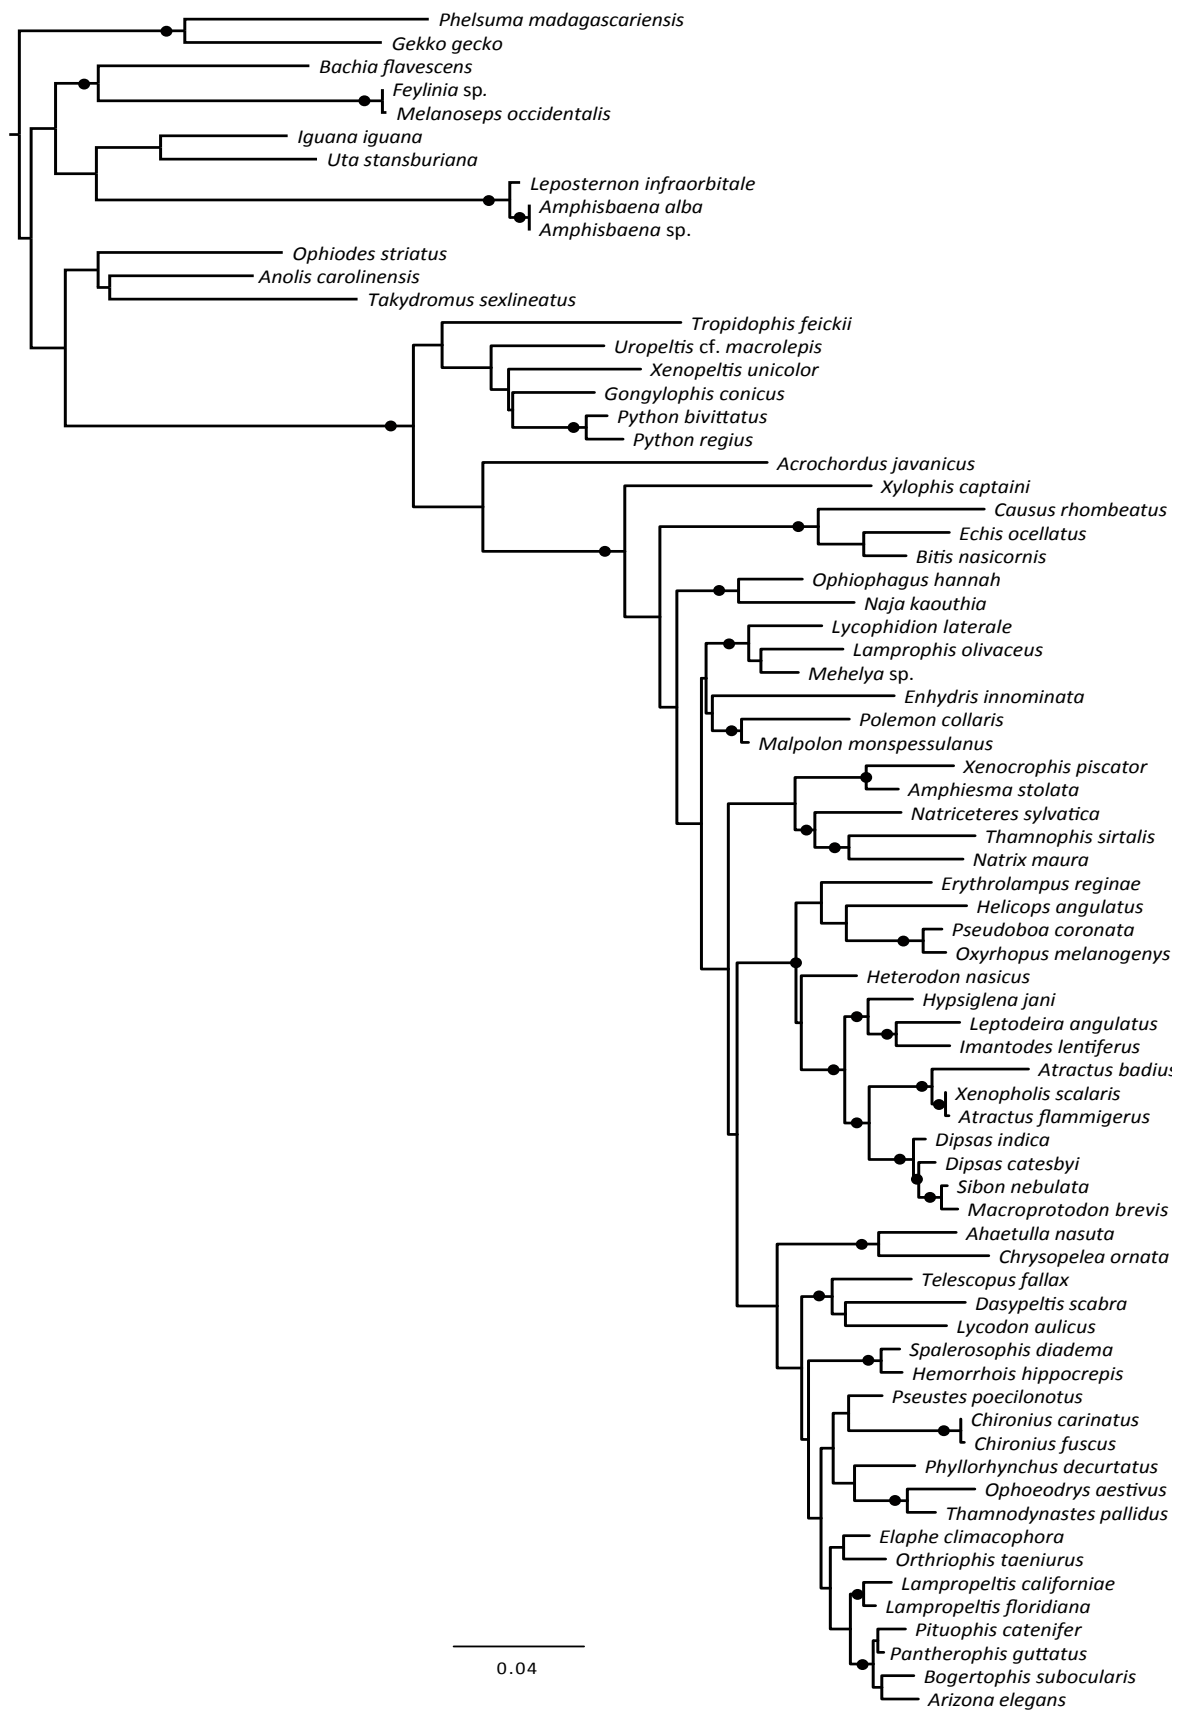 Phelsuma madagascariensis
Gekko gecko
Bachia flavescens
Feylinia sp.
Melanoseps occidentalis
Iguana iguana
Uta stansburiana
Leposternon infraorbitale
Amphisbaena alba
Amphisbaena sp.
Ophiodes striatus
Anolis carolinensis
Takydromus sexlineatus
Tropidophis feickii
Uropeltis cf. macrolepis
Xenopeltis unicolor
Gongylophis conicus
Python bivittatus
Python regius
Acrochordus javanicus
Xylophis captaini
Causus rhombeatus
Echis ocellatus
Bitis nasicornis
Ophiophagus hannah
Naja kaouthia
Lycophidion laterale
Lamprophis olivaceus
Mehelya sp.
Enhydris innominata
Polemon collaris
Malpolon monspessulanus
Xenocrophis piscator
Amphiesma stolata
Natriceteres sylvatica
Thamnophis sirtalis
Natrix maura
Erythrolampus reginae
Helicops angulatus
Pseudoboa coronata
Oxyrhopus melanogenys
Heterodon nasicus
Hypsiglena jani
Leptodeira angulatus
Imantodes lentiferus
Atractus badius
Xenopholis scalaris
Atractus flammigerus
Dipsas indica
Dipsas catesbyi
Sibon nebulata
Macroprotodon brevis
Ahaetulla nasuta
Chrysopelea ornata
Telescopus fallax
Dasypeltis scabra
Lycodon aulicus
Spalerosophis diadema
Hemorrhois hippocrepis
Pseustes poecilonotus
Chironius carinatus
Chironius fuscus
Phyllorhynchus decurtatus
Ophoeodrys aestivus
Thamnodynastes pallidus
Elaphe climacophora
Orthriophis taeniurus
Lampropeltis californiae
Lampropeltis floridiana
Pituophis catenifer
Pantherophis guttatus
Bogertophis subocularis
Arizona elegans
0.04